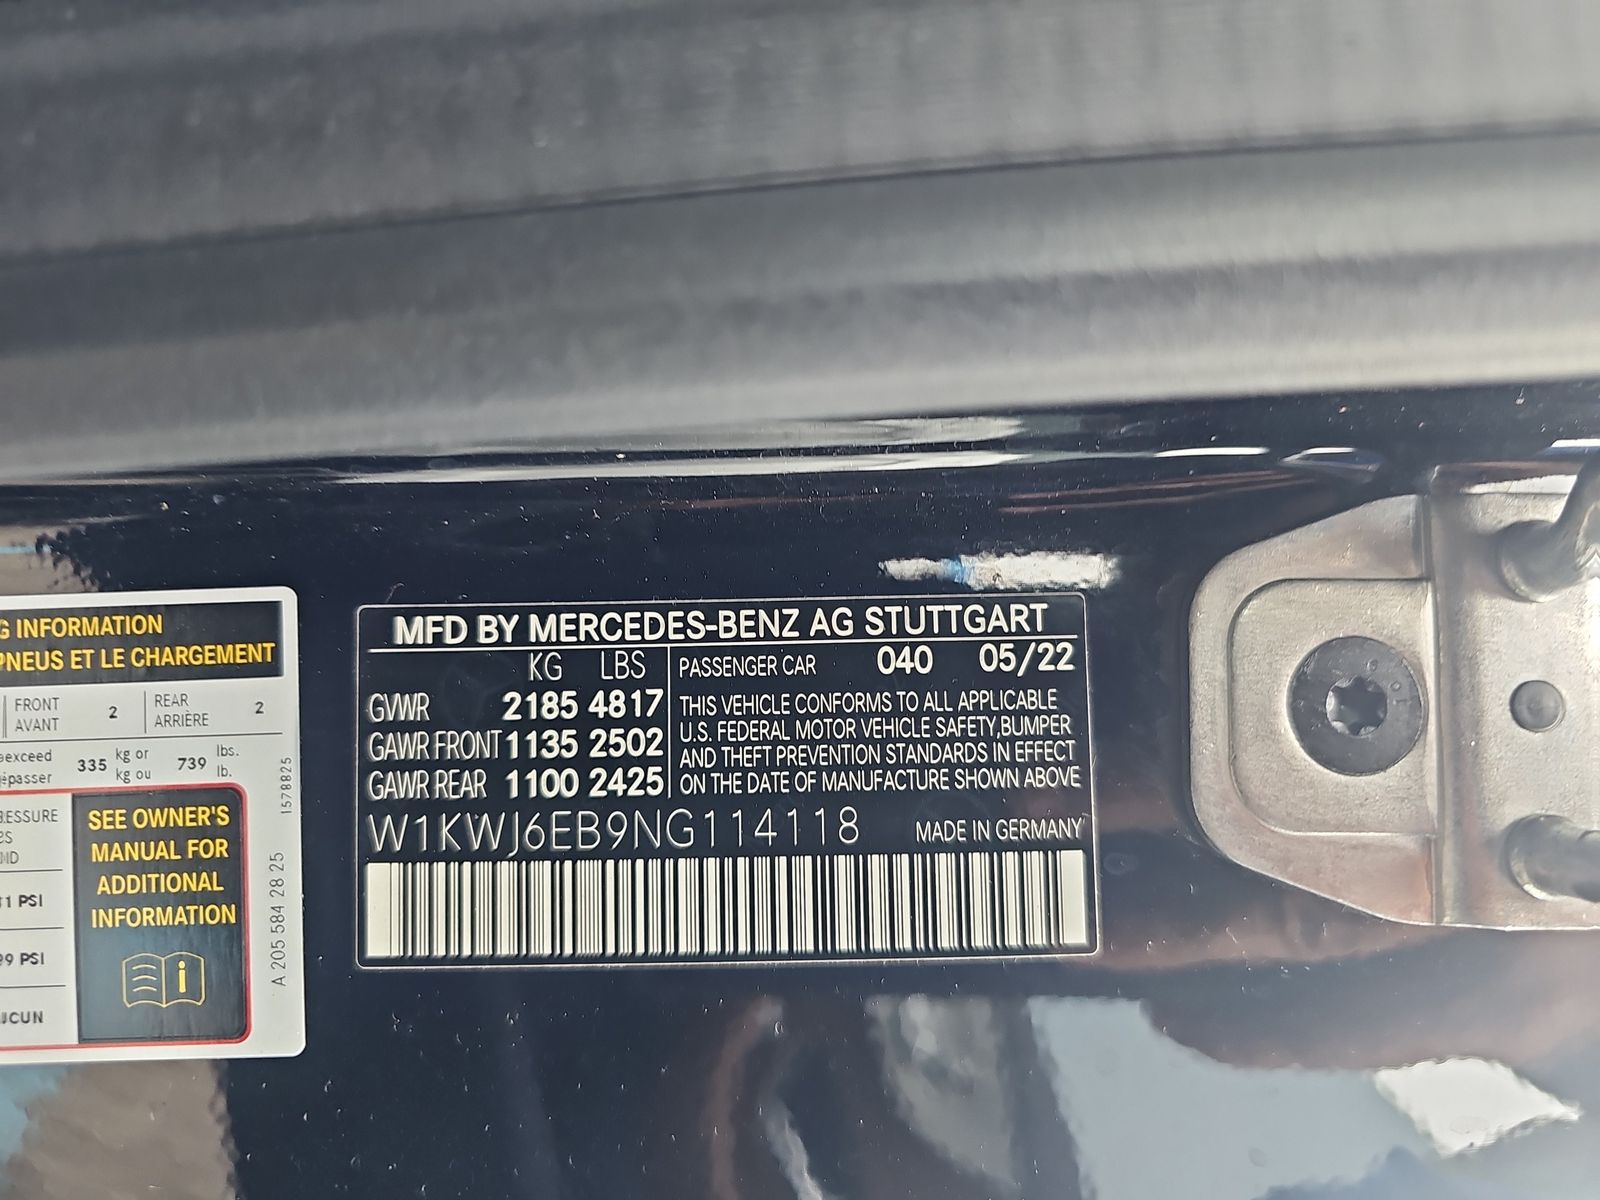 G INFORMATION
PNEUS ET LE CHARGEMENT
FRONT
AVANT
2
REAR
ARRIÈRE
2
exceed
335 kg or
kg ou
739 lbs.
lb.
1578825
SEE OWNER'S
MANUAL FOR
ADDITIONAL
INFORMATION
PSI
PSI
A 205 584 28 25
MFD BY MERCEDES-BENZ AG STUTTGART
KG LBS
GVWR 2185 4817
GAWR FRONT 1135 2502
GAWR REAR 1100 2425
PASSENGER CAR 040 05/22
THIS VEHICLE CONFORMS TO ALL APPLICABLE
U.S. FEDERAL MOTOR VEHICLE SAFETY,BUMPER
AND THEFT PREVENTION STANDARDS IN EFFECT
ON THE DATE OF MANUFACTURE SHOWN ABOVE
W1KWJ6EB9NG114118 MADE IN GERMANY